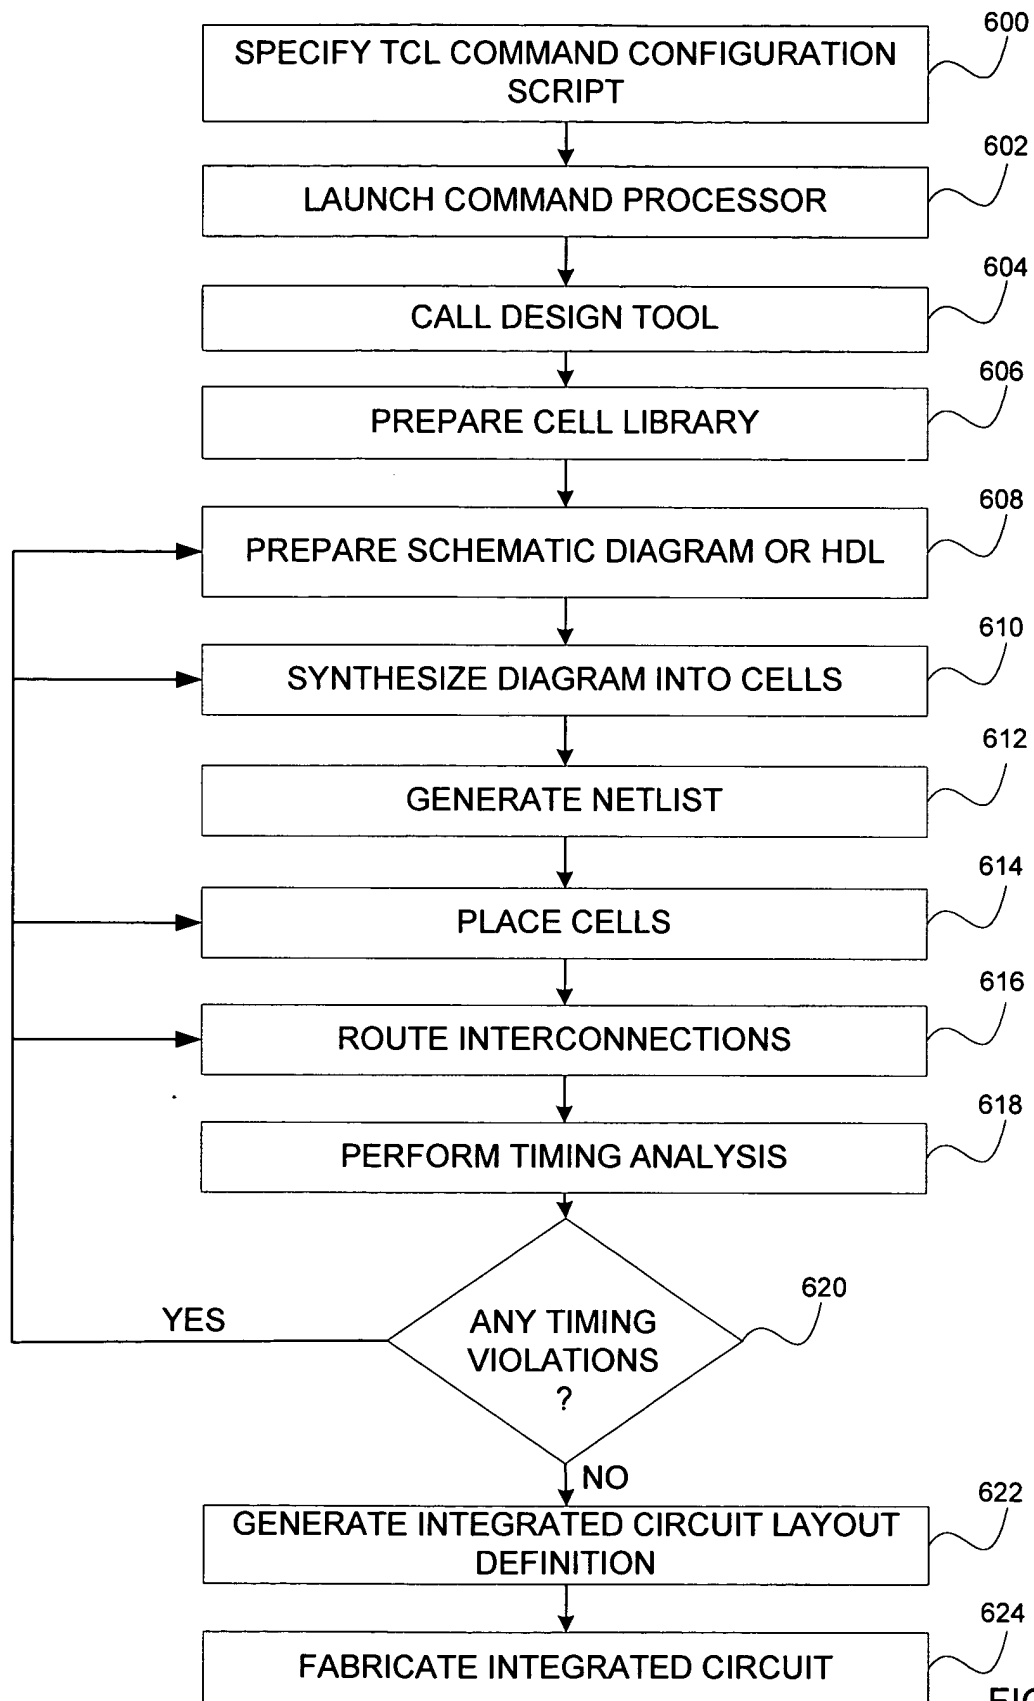 600
SPECIFY TCL COMMAND CONFIGURATION
SCRIPT
602
LAUNCH COMMAND PROCESSOR
604
CALL DESIGN TOOL
606
PREPARE CELL LIBRARY
608
PREPARE SCHEMATIC DIAGRAM OR HDL
610
SYNTHESIZE DIAGRAM INTO CELLS
612
GENERATE NETLIST
614
PLACE CELLS
616
ROUTE INTERCONNECTIONS
618
PERFORM TIMING ANALYSIS
620
YES
ANY TIMING
VIOLATIONS
?
NO
622
GENERATE INTEGRATED CIRCUIT LAYOUT
DEFINITION
624
FABRICATE INTEGRATED CIRCUIT